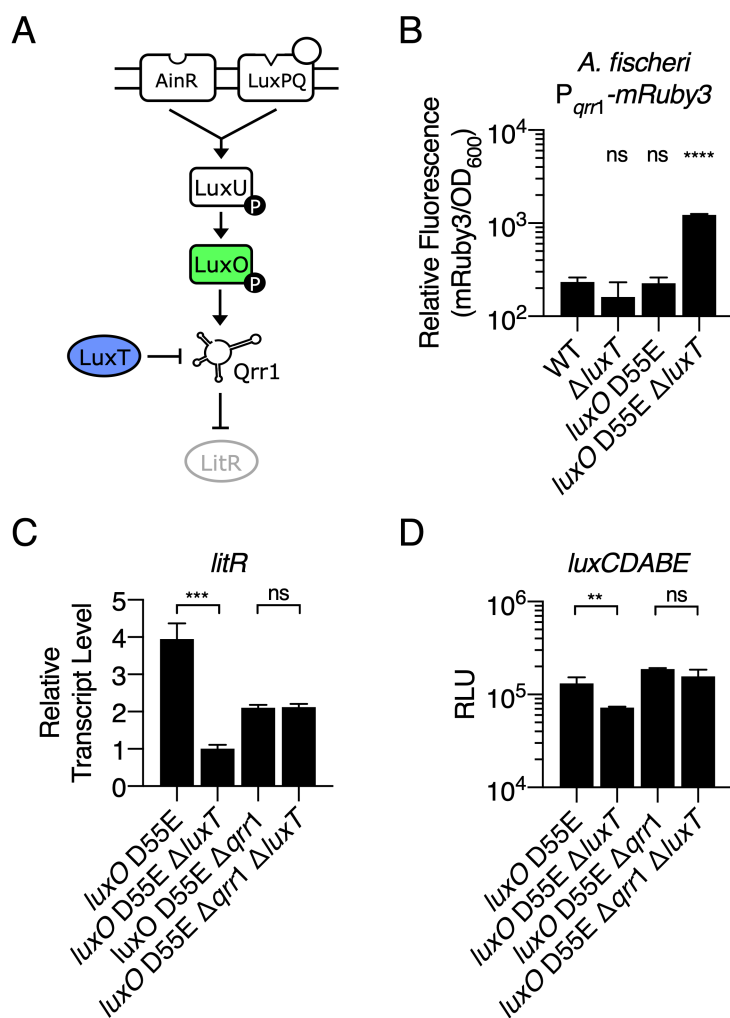 A
AinR
LuxPQ
LuxU
P
LuxO
P
LuxT
Qrr1
LitR
B
A. fischeri
Pqrr1-mRuby3
Relative Fluorescence
(mRuby3/OD600)
10^4
10^3
10^2
ns
ns
****
WT
ΔluxT
luxO D55E
luxO D55E ΔluxT
C
litR
Relative
Transcript Level
5
4
3
2
1
0
***
ns
luxO D55E
luxO D55E ΔluxT
luxO D55E Δqrr1
luxO D55E Δqrr1 ΔluxT
D
luxCDABE
RLU
10^6
10^5
10^4
**
ns
luxO D55E
luxO D55E ΔluxT
luxO D55E Δqrr1
luxO D55E Δqrr1 ΔluxT